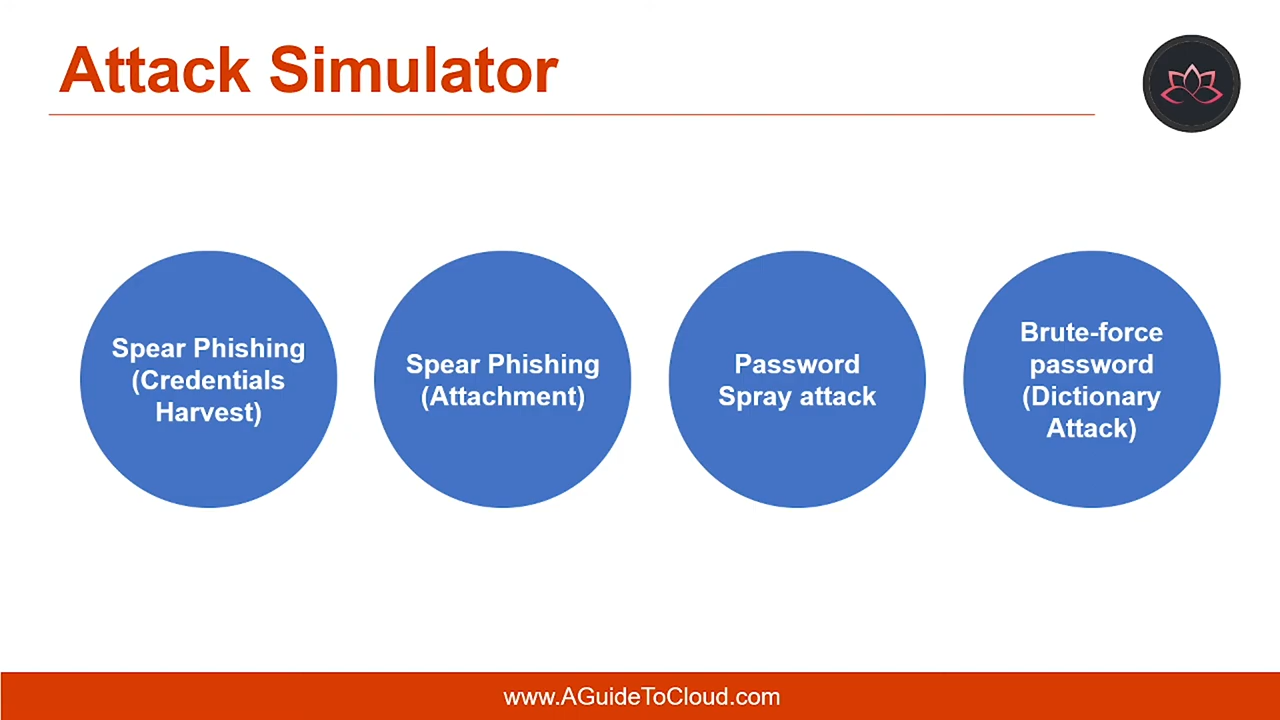 Attack Simulator
Spear Phishing
(Credentials
Harvest)
Spear Phishing
(Attachment)
Password
Spray attack
Brute-force
password
(Dictionary
Attack)
www.AGuideToCloud.com